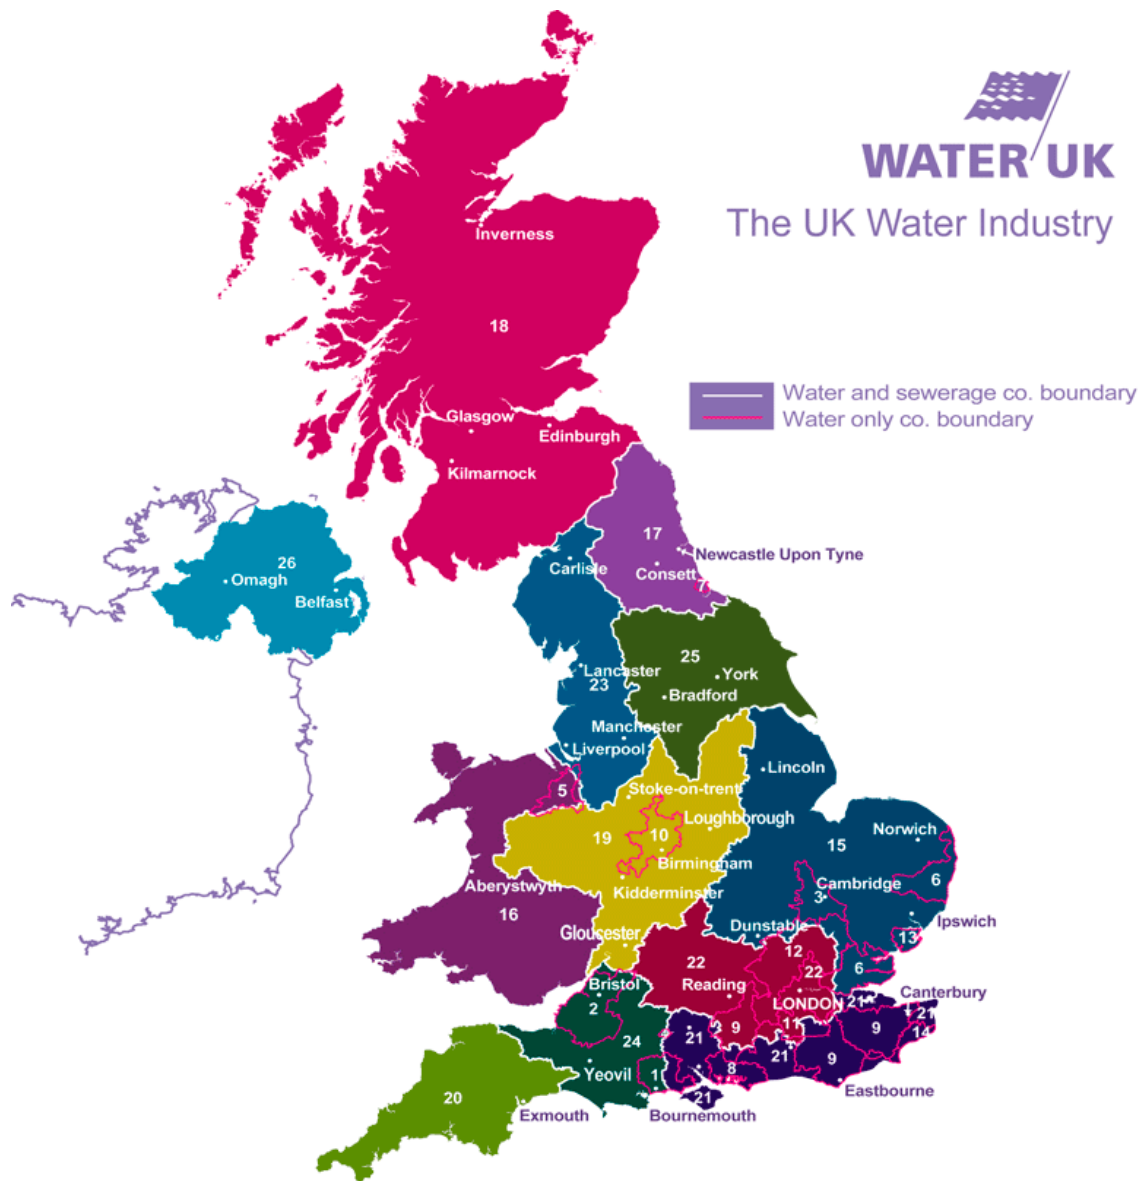 WATER UK
The UK Water Industry
Inverness
18
Water and sewerage co. boundary
Water only co. boundary
Glasgow
Edinburgh
Kilmarnock
17
Newcastle Upon Tyne
26
Carlisle
Consett
Omagh
7
Belfast
25
Lancaster
York
23
Bradford
Manchester
Liverpool
Lincoln
5
Stoke-on-trent
Loughborough
19
10
15
Norwich
Birmingham
Aberystwyth
Kidderminster
Cambridge
6
3
16
Ipswich
Gloucester
Dunstable
13
12
22
22
6
Bristol
Reading
LONDON
Canterbury
21
2
21
9
11
9
14
24
21
21
9
Yeovil
1
8
Eastbourne
20
21
Exmouth
Bournemouth